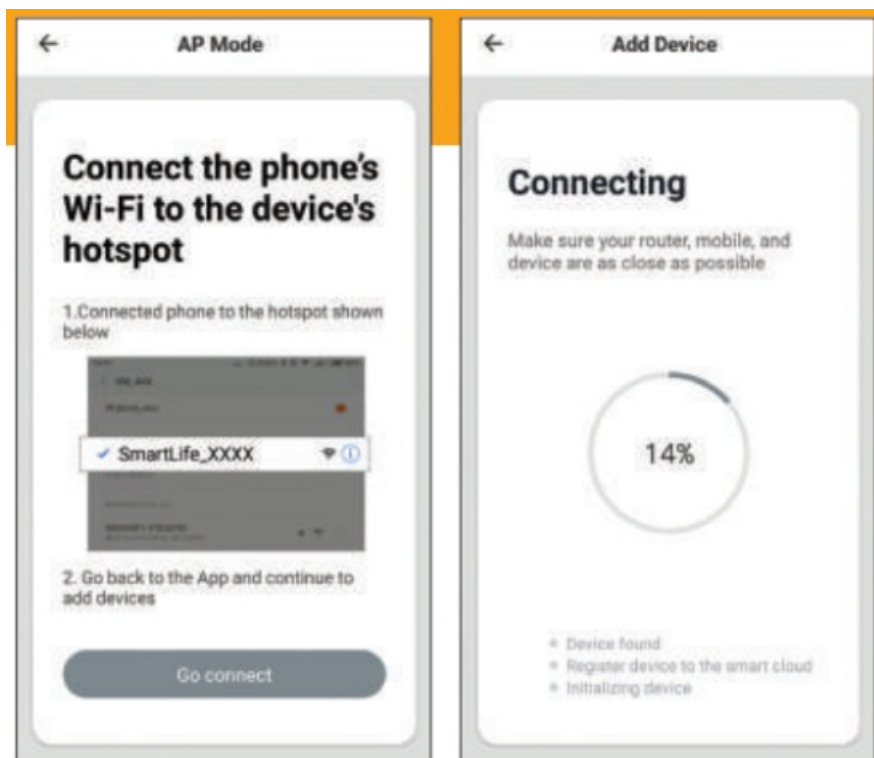 AP Mode
Connect the phone's
Wi-Fi to the device's
hotspot
1.Connected phone to the hotspot shown
below
SmartLife_XXXX
2. Go back to the App and continue to
add devices
Go connect
Add Device
Connecting
Make sure your router, mobile, and
device are as close as possible
14%
Device found
Register device to the smart cloud
Initializing device